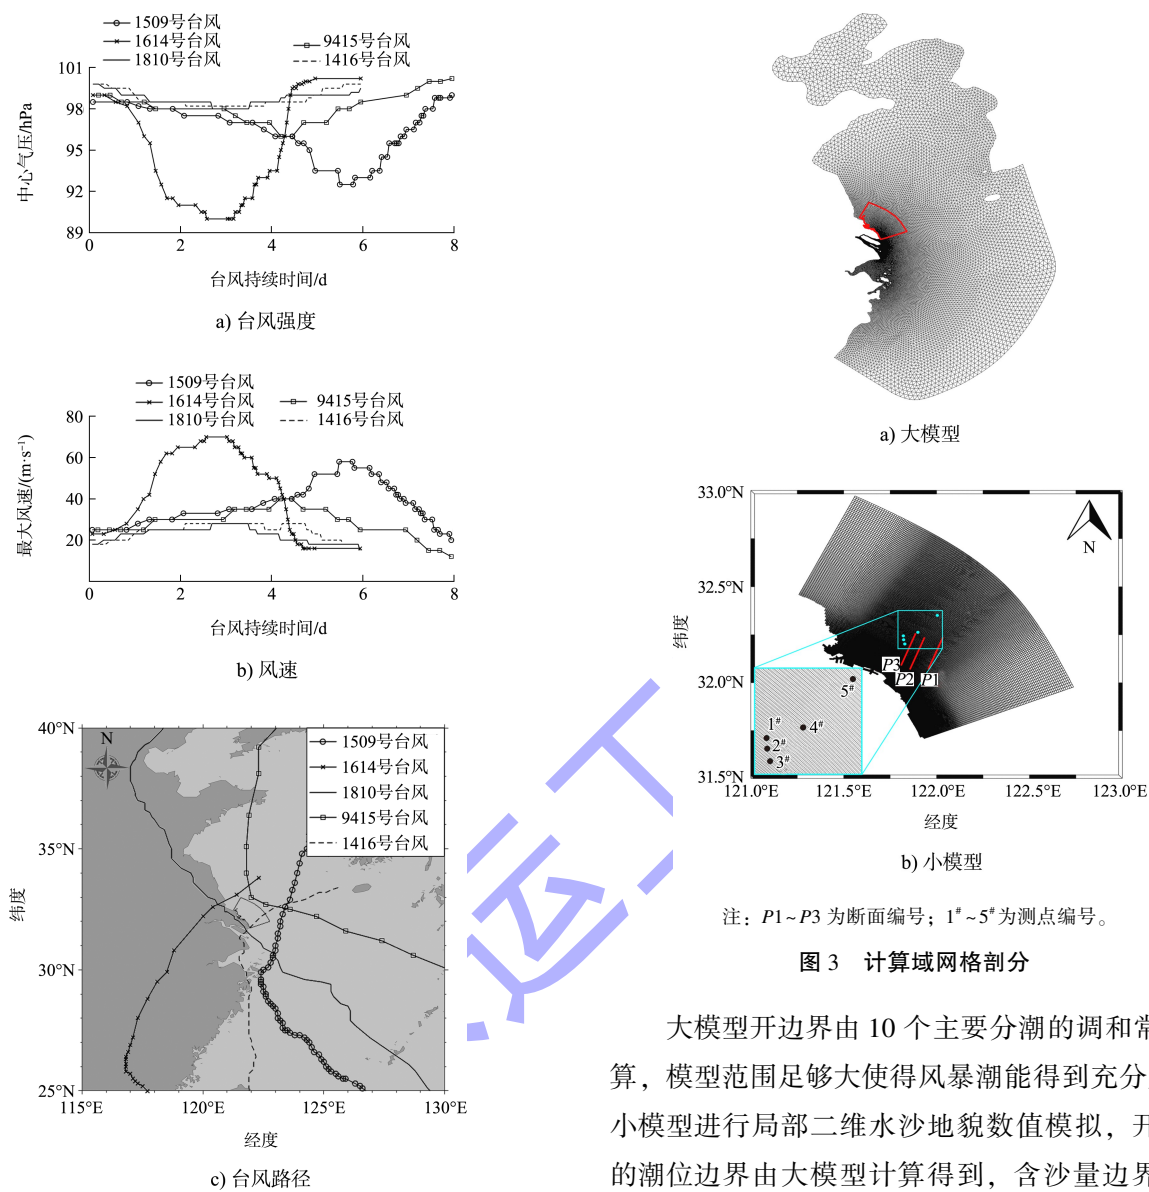 1509号台风
1614号台风
1810号台风
9415号台风
1416号台风
101
98
95
92
89
中心气压/hPa
0 2 4 6 8
台风持续时间/d
a) 台风强度
1509号台风
1614号台风
1810号台风
9415号台风
1416号台风
80
60
40
20
最大风速/(m·s⁻¹)
0 2 4 6 8
台风持续时间/d
b) 风速
40°N
35°N
30°N
25°N
纬度
N
1509号台风
1614号台风
1810号台风
9415号台风
1416号台风
115°E 120°E 125°E 130°E
经度
c) 台风路径
a) 大模型
33.0°N
32.5°N
32.0°N
31.5°N
纬度
N
P3
P2
P1
5#
1#
4#
2#
3#
121.0°E 121.5°E 122.0°E 122.5°E 123.0°E
经度
b) 小模型
注：P1~P3 为断面编号；1#~5#为测点编号。
图 3 计算域网格剖分
大模型开边界由 10 个主要分潮的调和常
算，模型范围足够大使得风暴潮能得到充分
小模型进行局部二维水沙地貌数值模拟，开
的潮位边界由大模型计算得到，含沙量边界